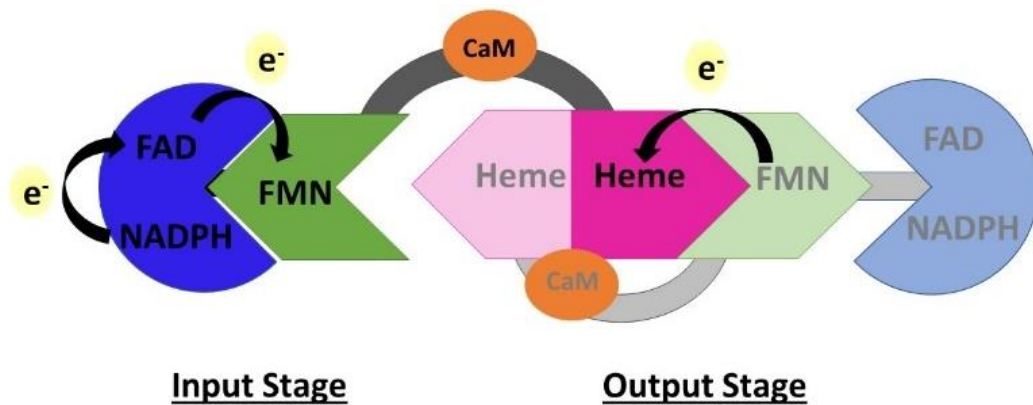 CaM
e-
e-
FAD
FMN
e-
NADPH
Heme
Heme
FMN
FAD
NADPH
CaM
Input Stage
Output Stage